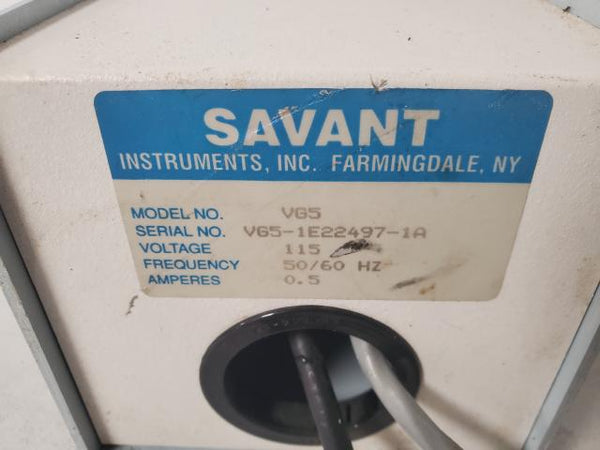 SAVANT
INSTRUMENTS, INC. FARMINGDALE, NY
MODEL NO. VG5
SERIAL NO. VG5-1E22497-1A
VOLTAGE 115
FREQUENCY 50/60 HZ
AMPERES 0.5